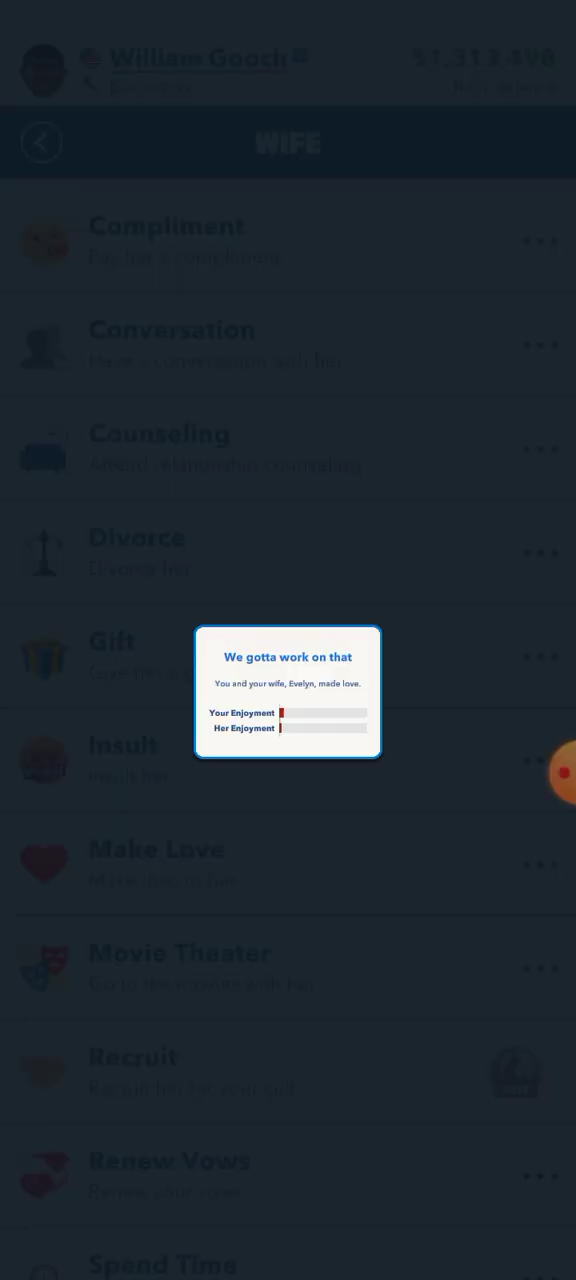 William Gooch
WIFE
Compliment
Pay her a compliment
Conversation
Have a conversation with her
Counseling
Attend relationship counseling
Divorce
Divorce her
Gift
Give her a
Insult
Insult her
Make Love
Make love to her
Movie Theater
Go to the movies with her
Recruit
Recruit her for your cult
Renew Vows
Renew your vows
Spend Time
We gotta work on that
You and your wife, Evelyn, made love.
Your Enjoyment
Her Enjoyment